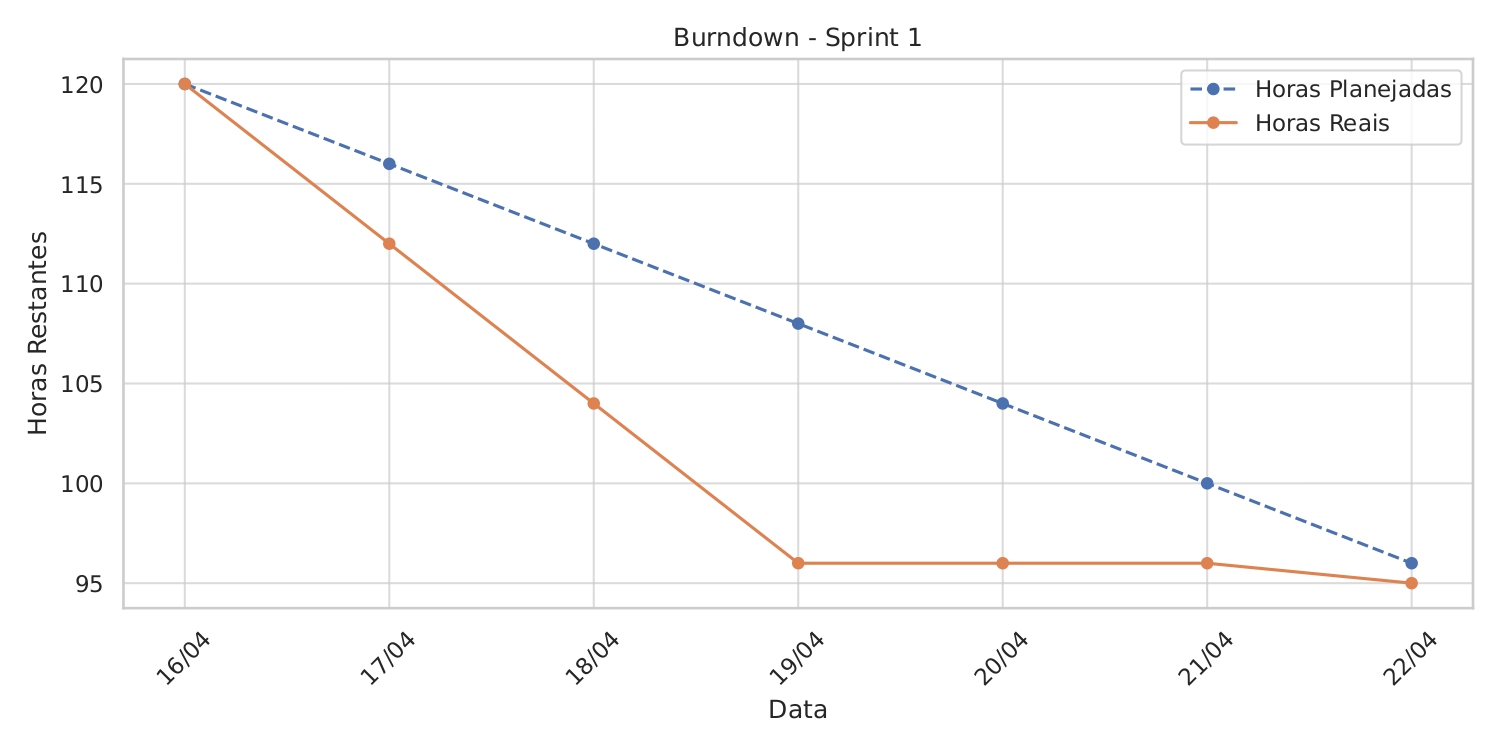 Burndown - Sprint 1
Horas Planejadas
Horas Reais
Horas Restantes
120
115
110
105
100
95
16/04
17/04
18/04
19/04
20/04
21/04
22/04
Data